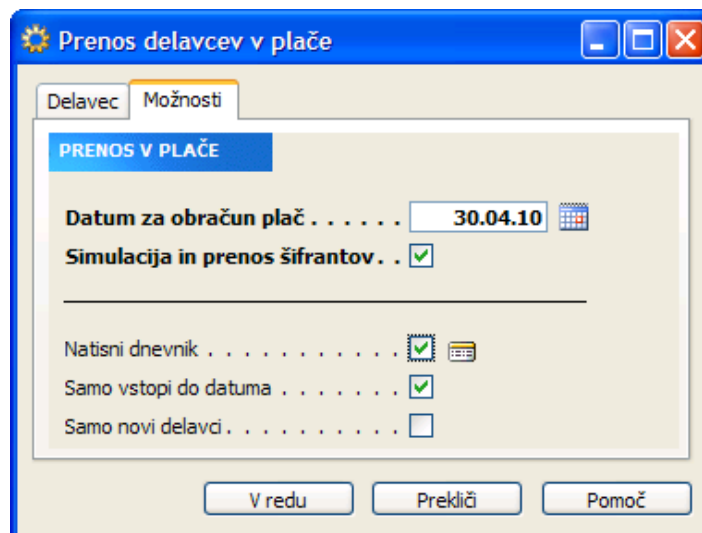 Prenos delavcev v plače
Delavec Možnosti
PRENOS V PLAČE
Datum za obračun plač . . . . . . 30.04.10
Simulacija in prenos šifrantov. . .
Natisni dnevnik . . . . . . . . . . .
Samo vstopi do datuma . . . . . . .
Samo novi delavci. . . . . . . . . .
V redu Prekliči Pomoč